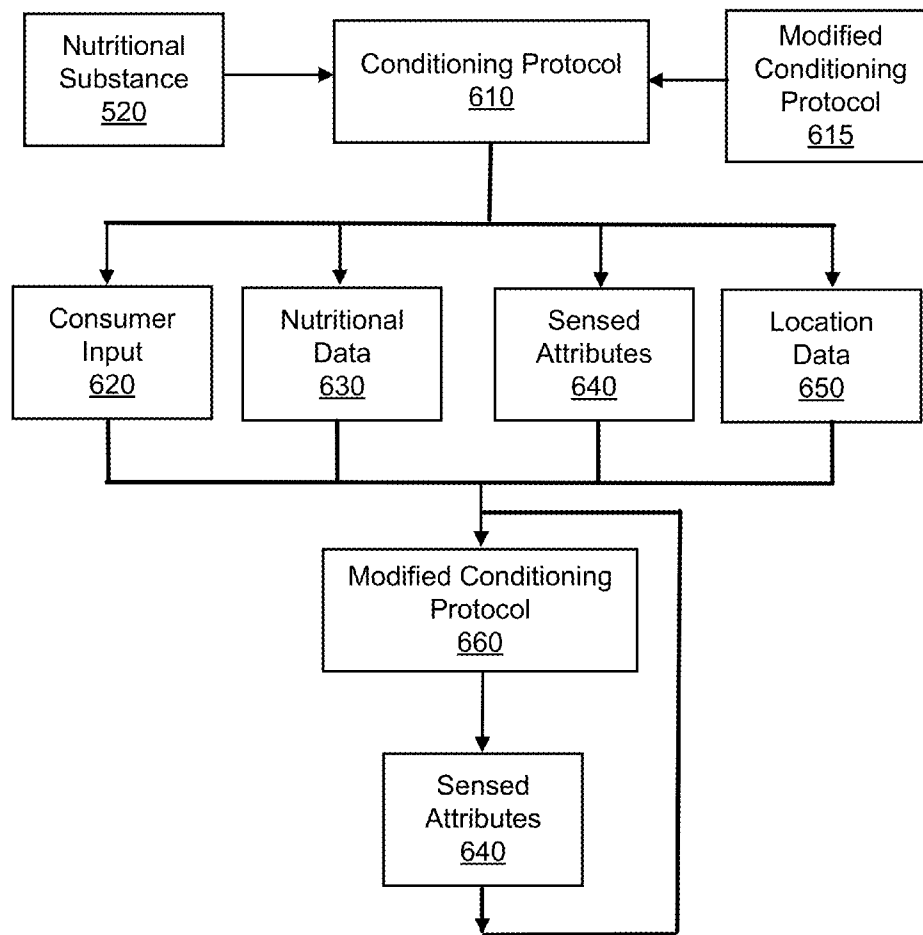 Nutritional
Substance
520
Conditioning Protocol
610
Modified
Conditioning
Protocol
615
Consumer
Input
620
Nutritional
Data
630
Sensed
Attributes
640
Location
Data
650
Modified Conditioning
Protocol
660
Sensed
Attributes
640